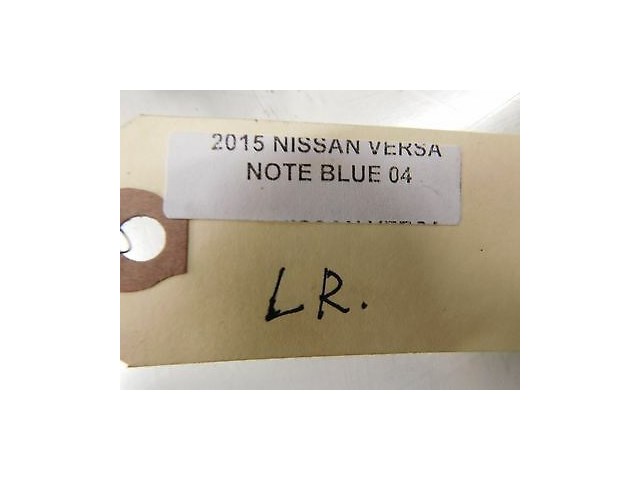 2015 NISSAN VERSA
NOTE BLUE 04
LR.